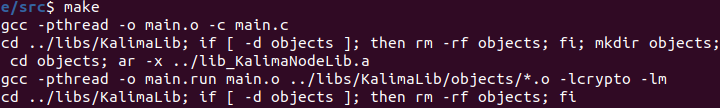 e/src$ make
gcc -pthread -o main.o -c main.c
cd ../libs/KalimaLib; if [ -d objects ]; then rm -rf objects; fi; mkdir objects;
 cd objects; ar -x ../lib_KalimaNodeLib.a
gcc -pthread -o main.run main.o ../libs/KalimaLib/objects/*.o -lcrypto -lm
cd ../libs/KalimaLib; if [ -d objects ]; then rm -rf objects; fi